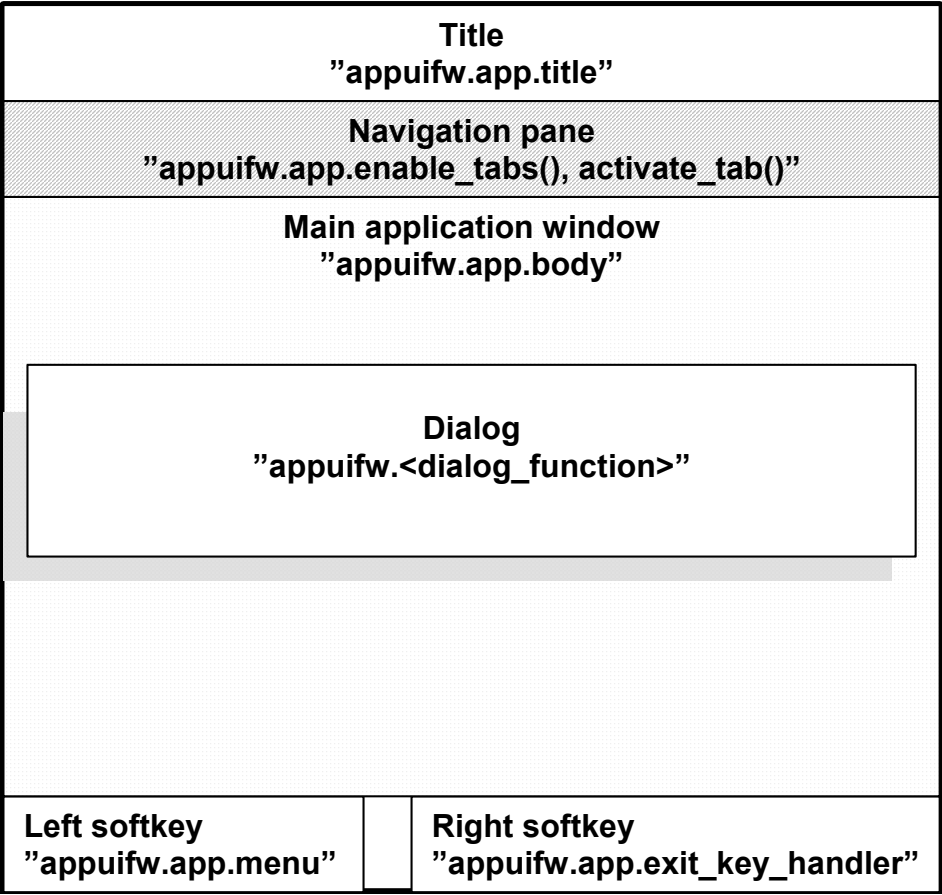 Title
”appuifw.app.title”
Navigation pane
”appuifw.app.enable_tabs(), activate_tab()”
Main application window
”appuifw.app.body”
Dialog
”appuifw.<dialog_function>”
Left softkey
”appuifw.app.menu”
Right softkey
”appuifw.app.exit_key_handler”